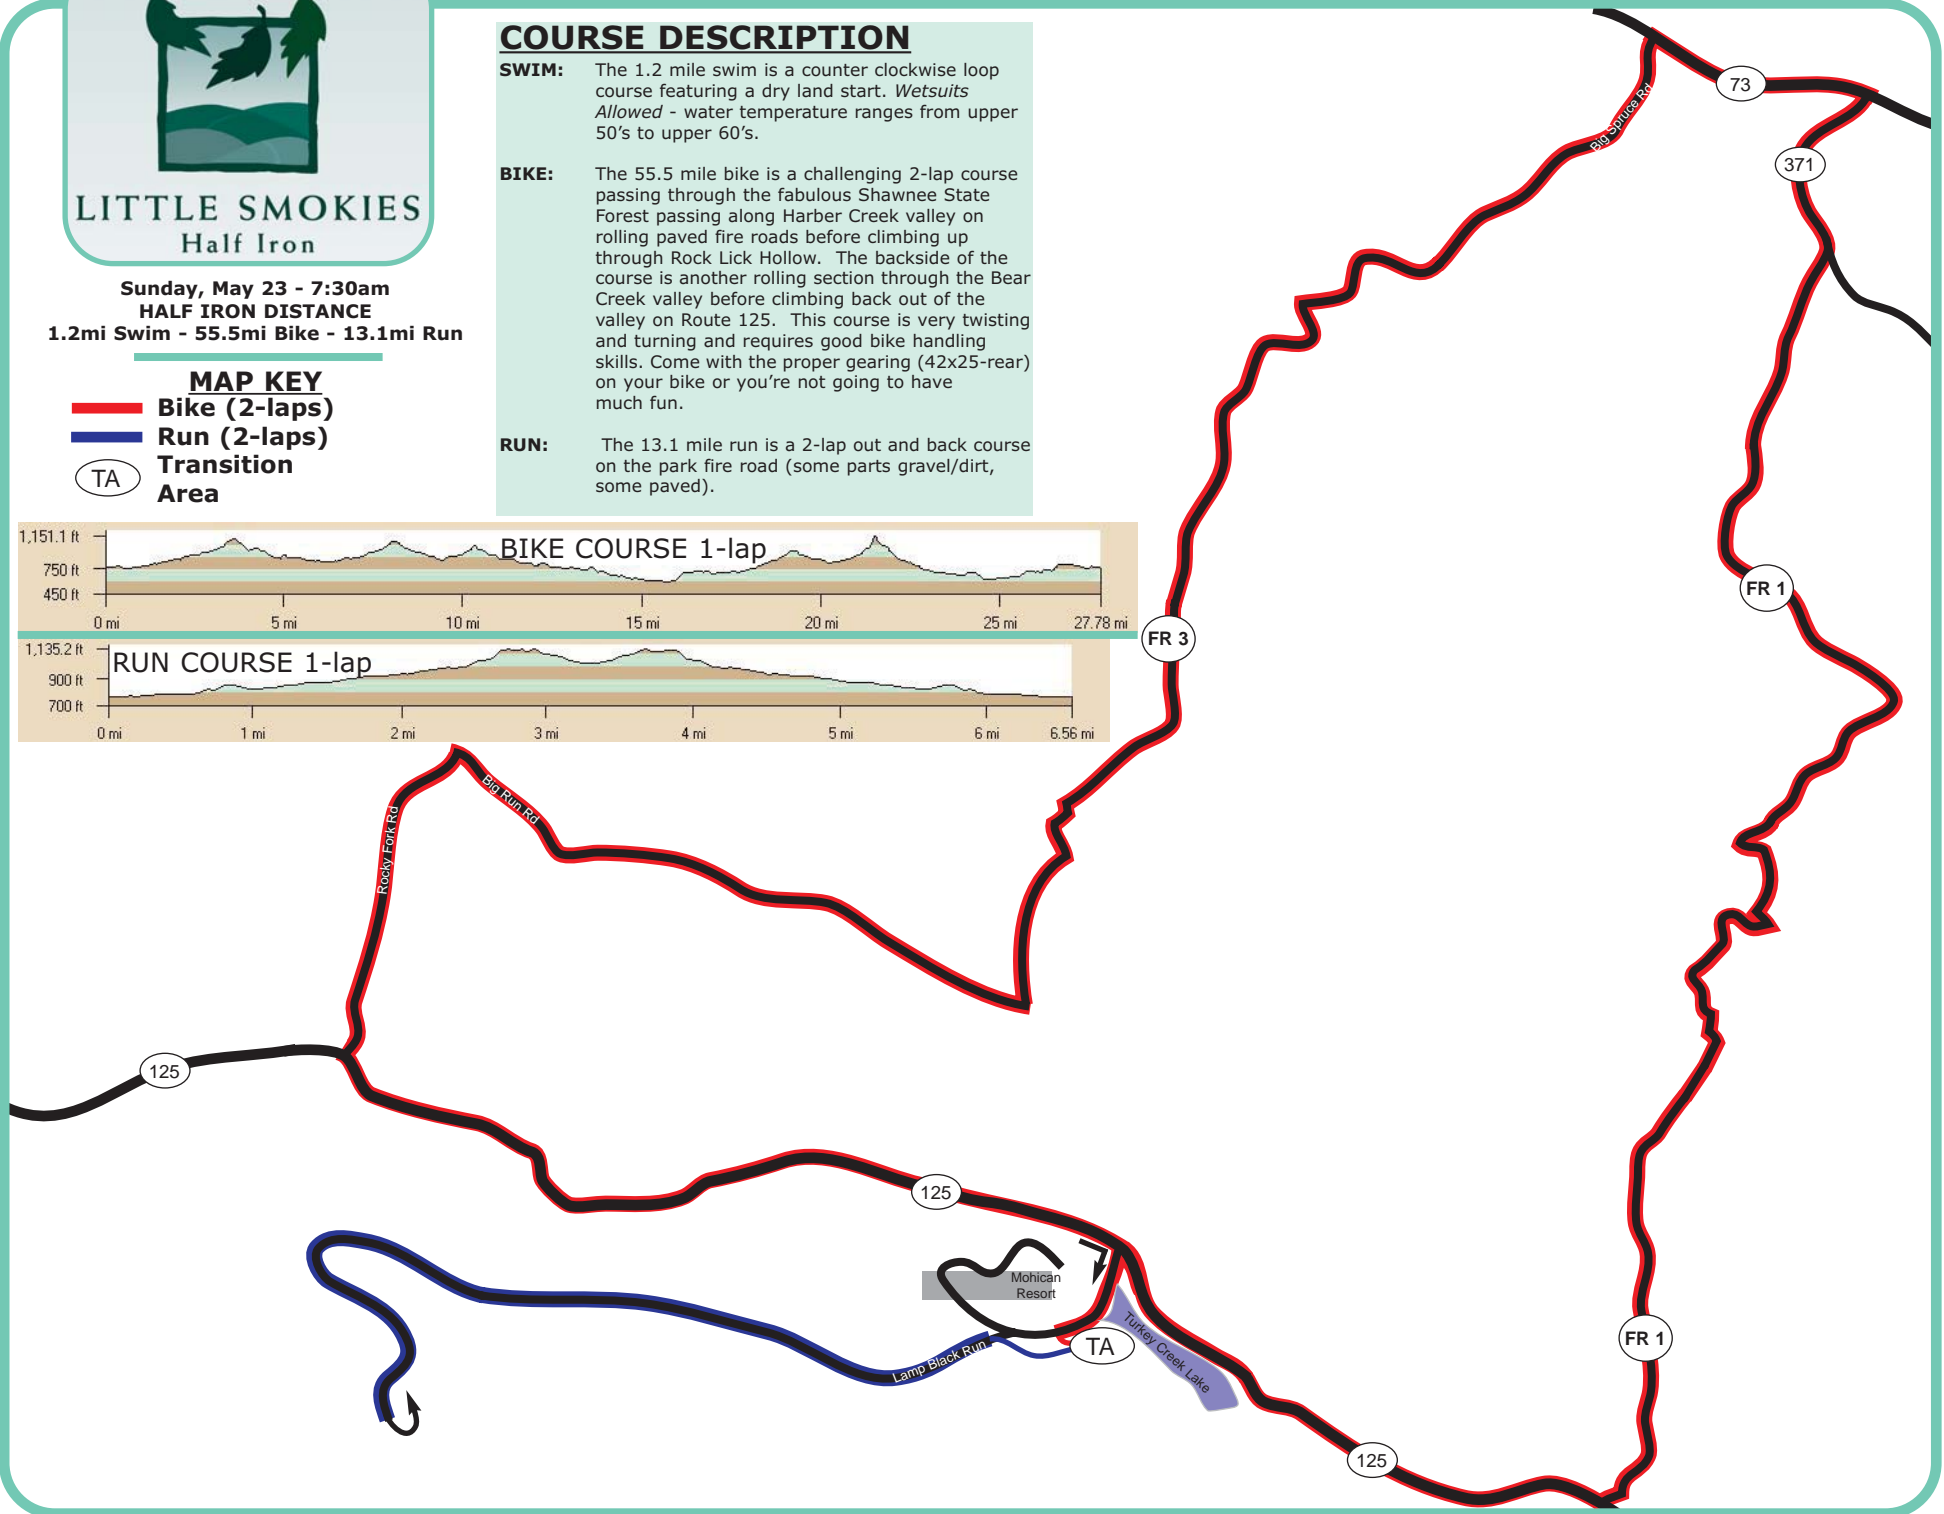 LITTLE SMOKIES
Half Iron
Sunday, May 23 - 7:30am
HALF IRON DISTANCE
1.2mi Swim - 55.5mi Bike - 13.1mi Run
MAP KEY
Bike (2-laps)
Run (2-laps)
TA
Transition
Area
COURSE DESCRIPTION
SWIM: The 1.2 mile swim is a counter clockwise loop
course featuring a dry land start. Wetsuits
Allowed - water temperature ranges from upper
50's to upper 60's.
BIKE: The 55.5 mile bike is a challenging 2-lap course
passing through the fabulous Shawnee State
Forest passing along Harber Creek valley on
rolling paved fire roads before climbing up
through Rock Lick Hollow. The backside of the
course is another rolling section through the Bear
Creek valley before climbing back out of the
valley on Route 125. This course is very twisting
and turning and requires good bike handling
skills. Come with the proper gearing (42x25-rear)
on your bike or you're not going to have
much fun.
RUN: The 13.1 mile run is a 2-lap out and back course
on the park fire road (some parts gravel/dirt,
some paved).
BIKE COURSE 1-lap
1,151.1 ft
750 ft
450 ft
0 mi 5 mi 10 mi 15 mi 20 mi 25 mi 27.78 mi
RUN COURSE 1-lap
1,135.2 ft
900 ft
700 ft
0 mi 1 mi 2 mi 3 mi 4 mi 5 mi 6 mi 6.56 mi
73
Big Spruce Rd
371
FR 1
FR 3
Big Run Rd
Rocky Fork Rd
125
125
Mohican
Resort
TA
Turkey Creek Lake
Lamp Black Run
FR 1
125